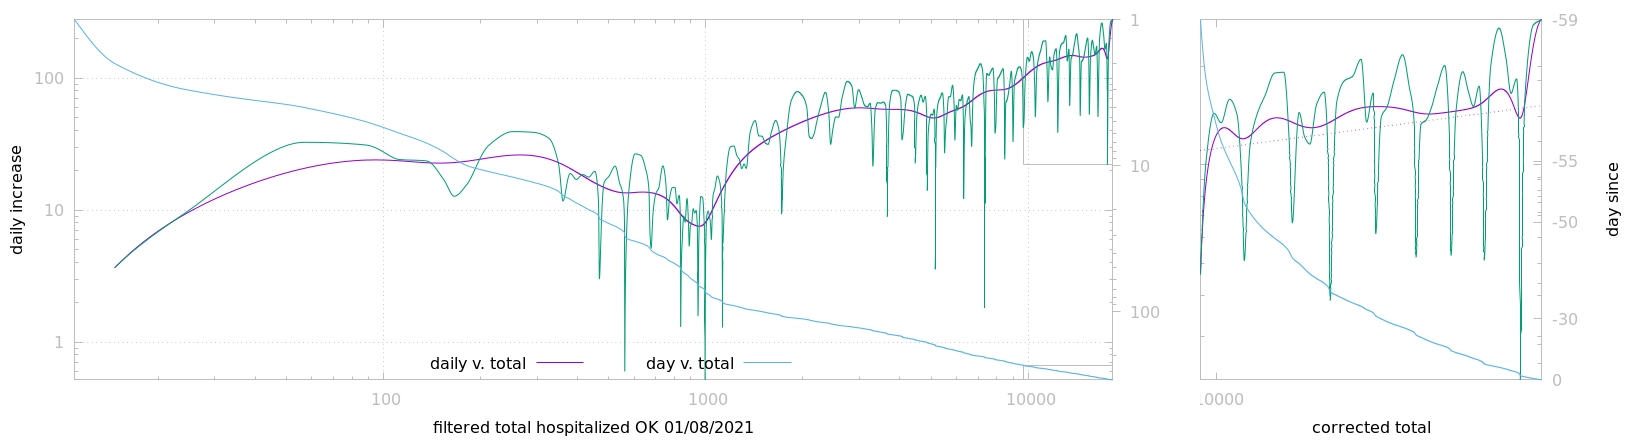 100
10
1
daily increase
100
1000
10000
filtered total hospitalized OK 01/08/2021
daily v. total
day v. total
1
10
100
0000
corrected total
-59
-55
-50
-30
0
day since